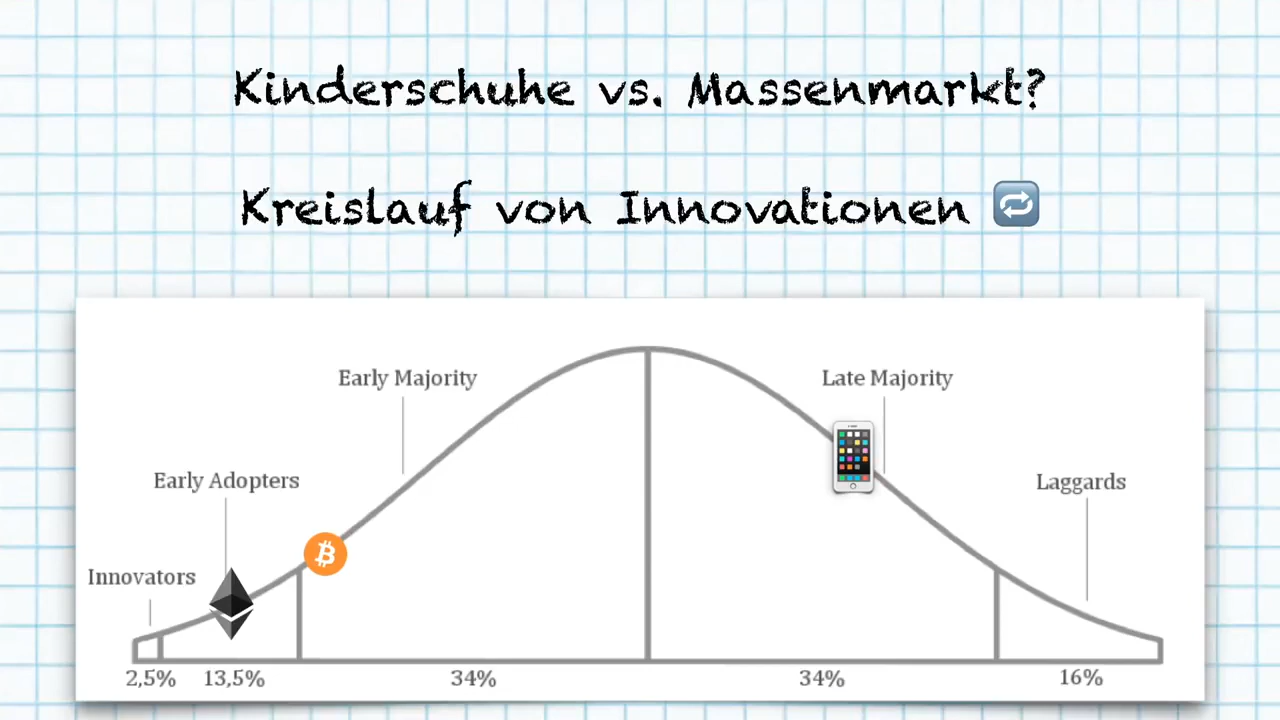 Kinderschuhe vs. Massenmarkt?
Kreislauf von Innovationen
Early Majority
Late Majority
Early Adopters
Laggards
Innovators
2,5% 13,5% 34% 34% 16%